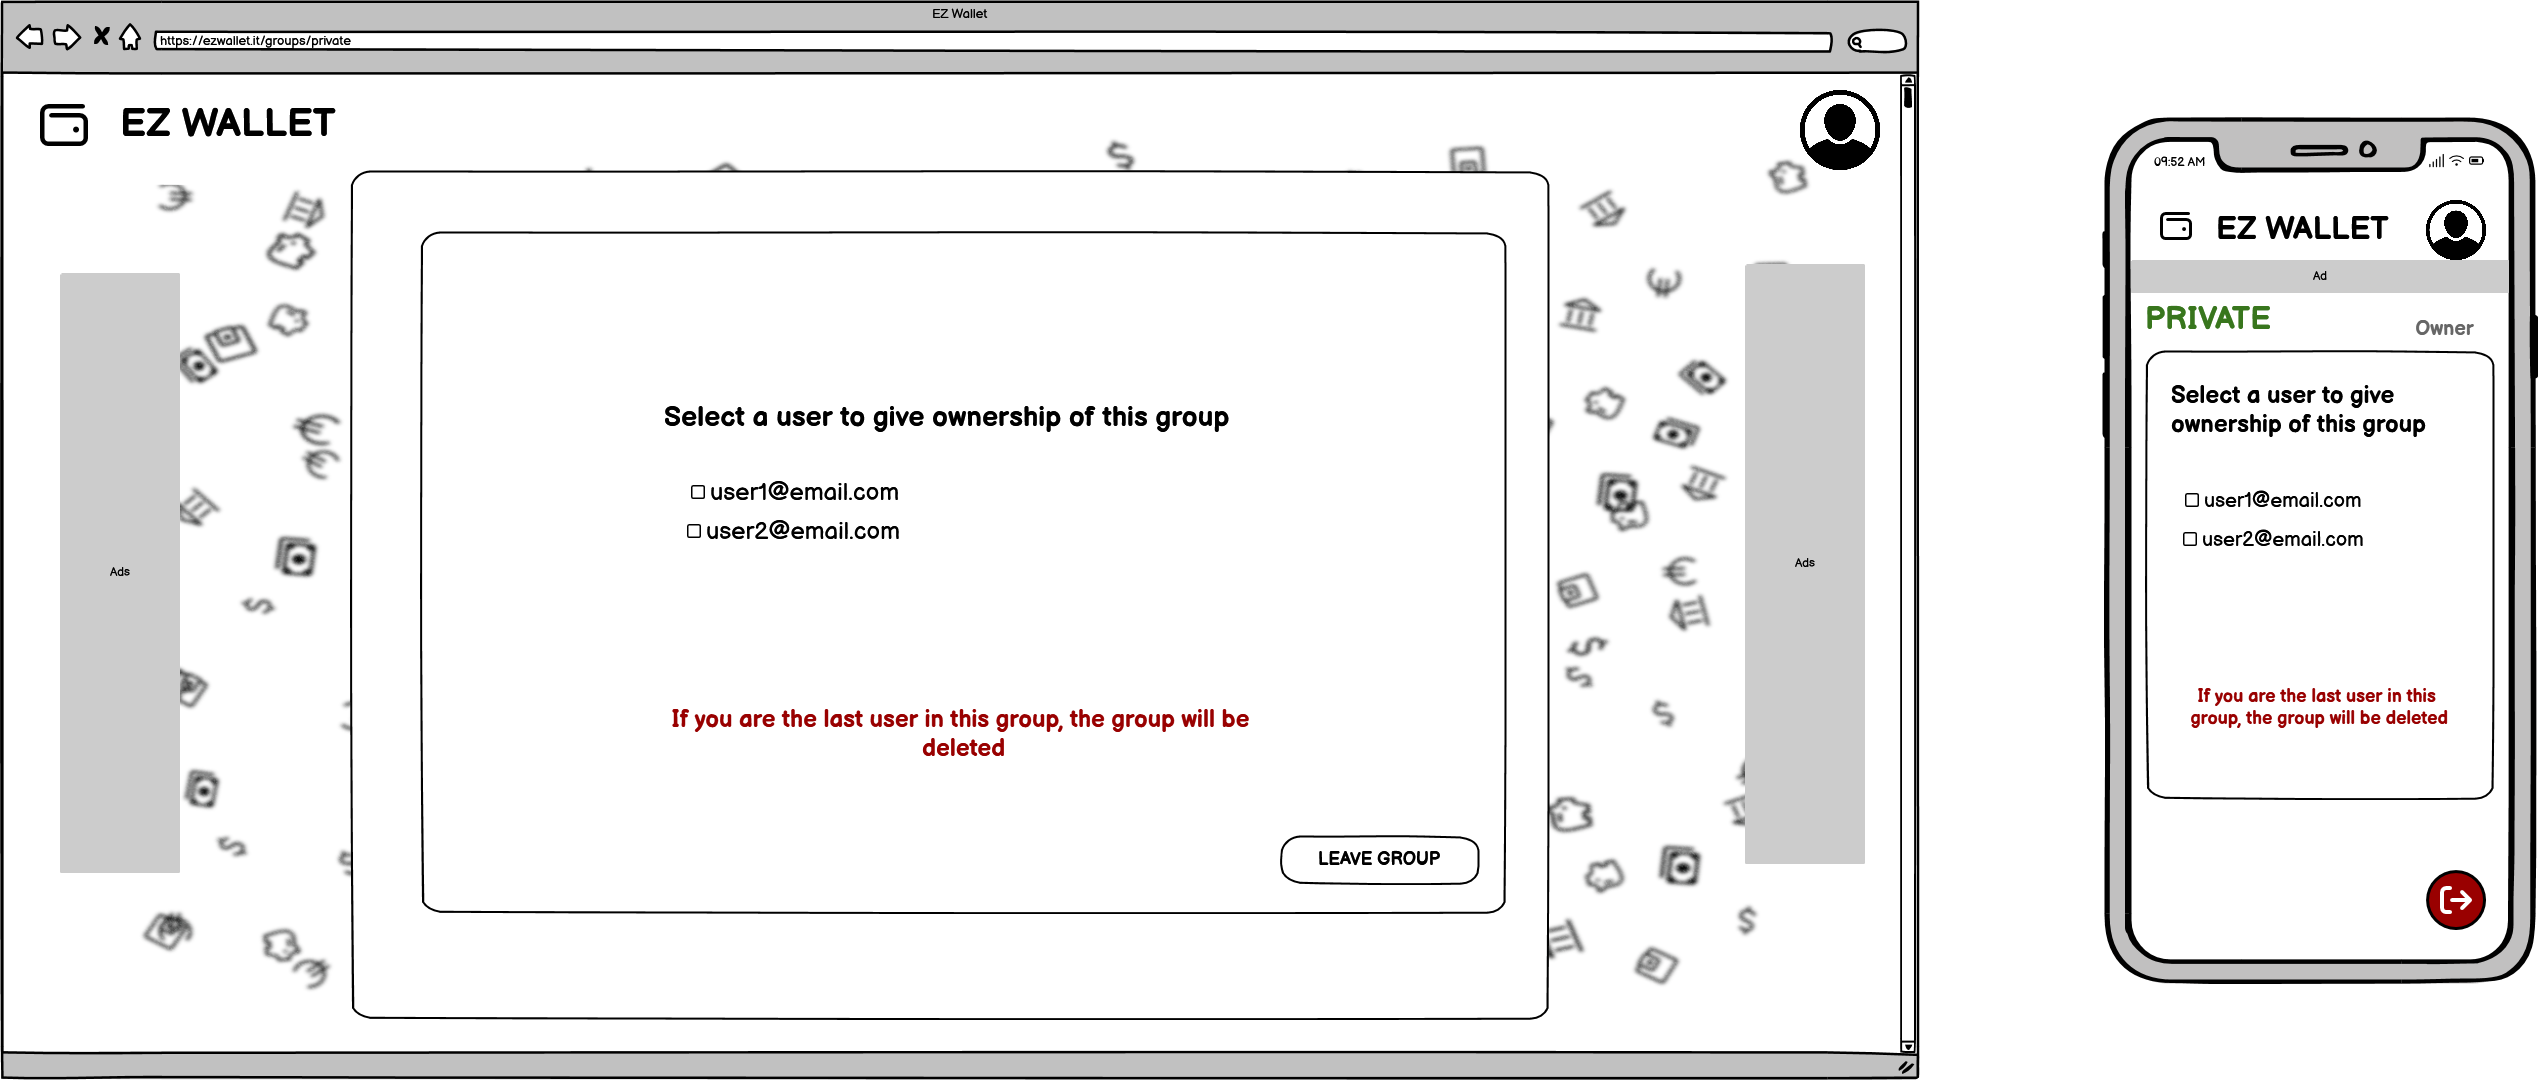 EZ Wallet
https://ezwallet.it/groups/private
EZ WALLET
Ads
Select a user to give ownership of this group
user1@email.com
user2@email.com
If you are the last user in this group, the group will be
deleted
LEAVE GROUP
Ads
09:52 AM
EZ WALLET
Ad
PRIVATE
Owner
Select a user to give
ownership of this group
user1@email.com
user2@email.com
If you are the last user in this
group, the group will be deleted